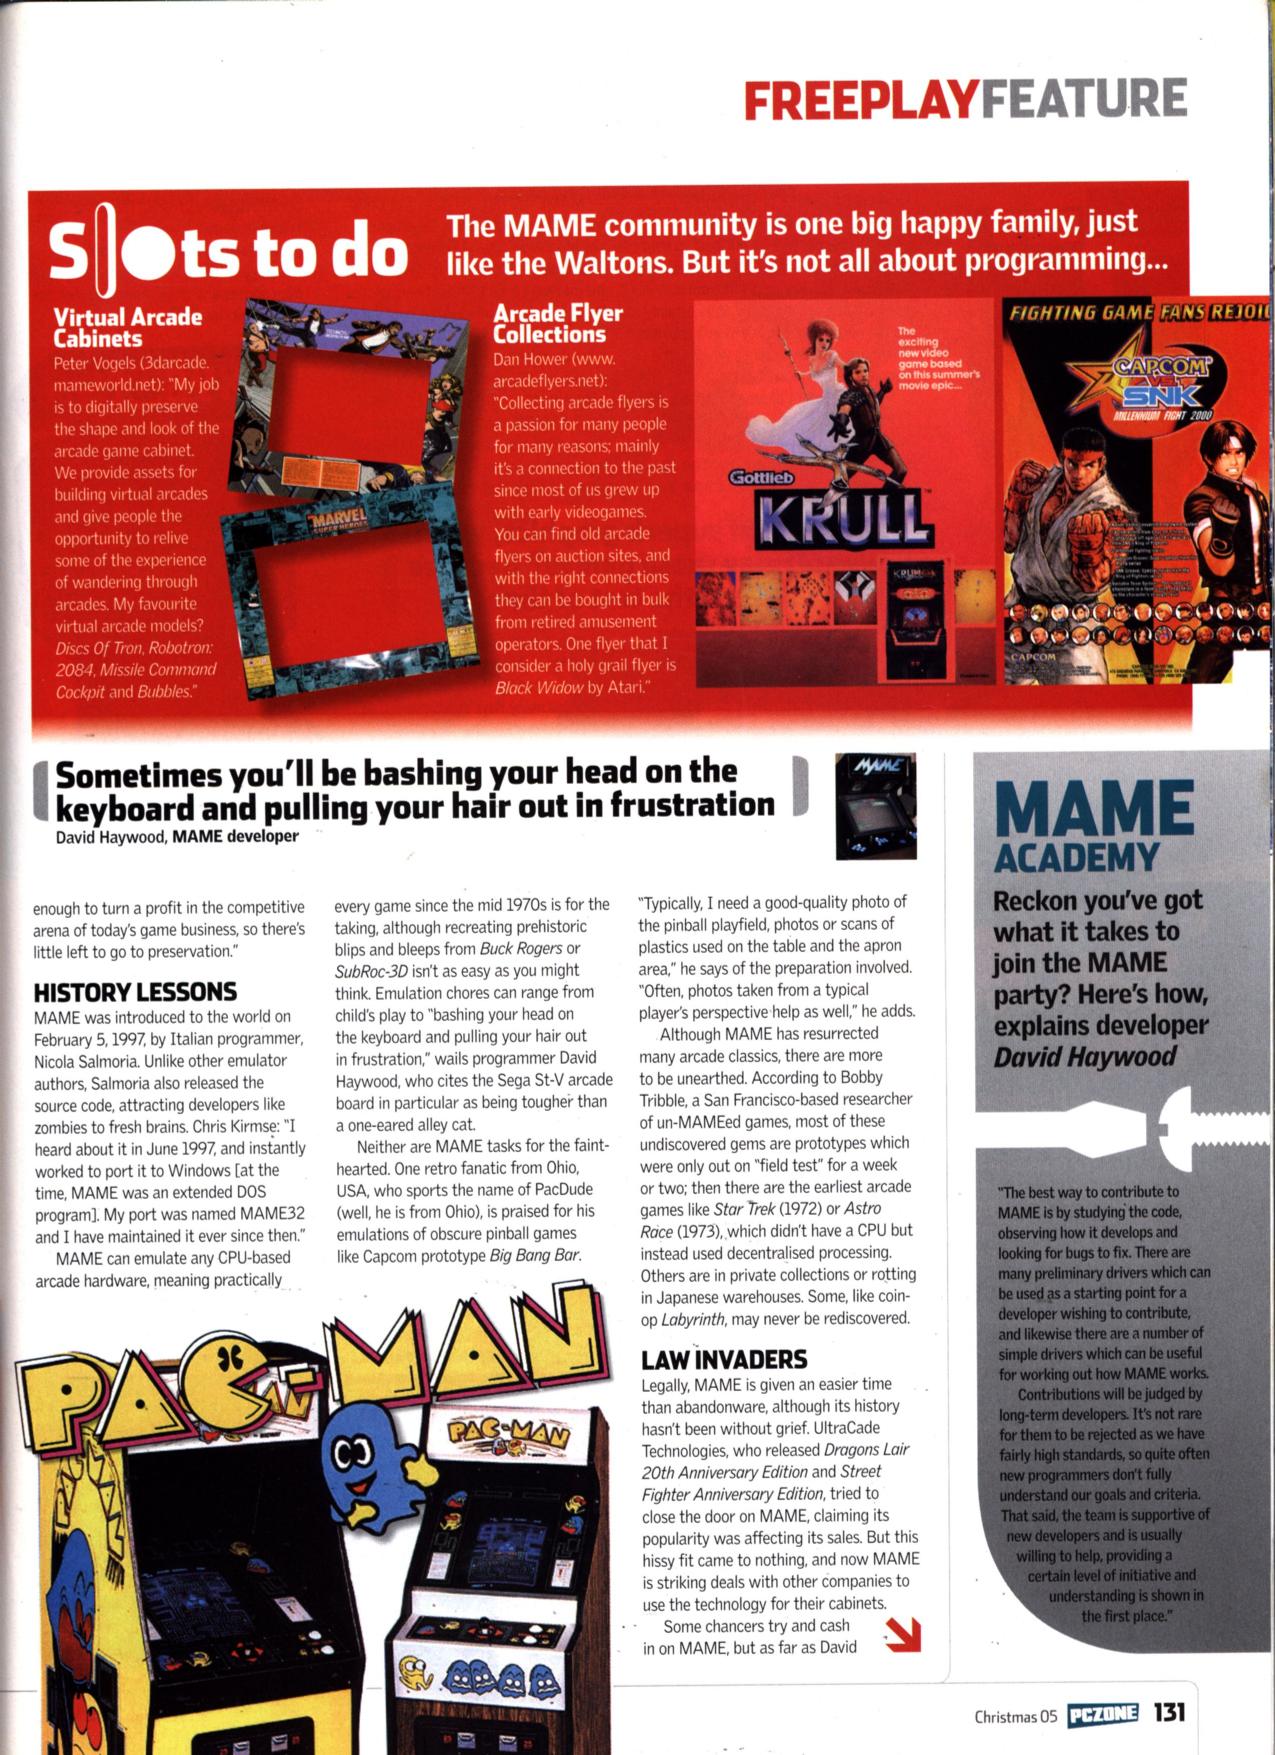 FREEPLAYFEATURE
Slots to do
The MAME community is one big happy family, just
like the Waltons. But it's not all about programming...
Virtual Arcade
Cabinets
Peter Vogels (3darcade.
mameworld.net): "My job
is to digitally preserve
the shape and look of the
arcade game cabinet.
We provide assets for
building virtual arcades
and give people the
opportunity to relive
some of the experience
of wandering through
arcades. My favourite
virtual arcade models?
Discs Of Tron, Robotron:
2084, Missile Command
Cockpit and Bubbles."
MARVEL
SUPER HEROES
Arcade Flyer
Collections
Dan Hower (www.
arcadeflyers.net):
"Collecting arcade flyers is
a passion for many people
for many reasons; mainly
it's a connection to the past
since most of us grew up
with early videogames.
You can find old arcade
flyers on auction sites, and
with the right connections
they can be bought in bulk
from retired amusement
operators. One flyer that I
consider a holy grail flyer is
Black Widow by Atari."
The
exciting
new video
game based
on this summer's
movie epic...
Gottlieb
KRULL
KRULL
FIGHTING GAME FANS REJOIC
CAPCOM
VS.
SNK
MILLENNIUM FIGHT 2000
CAPCOM
Sometimes you'll be bashing your head on the
keyboard and pulling your hair out in frustration
David Haywood, MAME developer
MAME
enough to turn a profit in the competitive
arena of today's game business, so there's
little left to go to preservation."
HISTORY LESSONS
MAME was introduced to the world on
February 5, 1997, by Italian programmer,
Nicola Salmoria. Unlike other emulator
authors, Salmoria also released the
source code, attracting developers like
zombies to fresh brains. Chris Kirmse: "I
heard about it in June 1997, and instantly
worked to port it to Windows [at the
time, MAME was an extended DOS
program]. My port was named MAME32
and I have maintained it ever since then."
MAME can emulate any CPU-based
arcade hardware, meaning practically
every game since the mid 1970s is for the
taking, although recreating prehistoric
blips and bleeps from Buck Rogers or
SubRoc-3D isn't as easy as you might
think. Emulation chores can range from
child's play to "bashing your head on
the keyboard and pulling your hair out
in frustration," wails programmer David
Haywood, who cites the Sega St-V arcade
board in particular as being tougher than
a one-eared alley cat.
Neither are MAME tasks for the faint-
hearted. One retro fanatic from Ohio,
USA, who sports the name of PacDude
(well, he is from Ohio), is praised for his
emulations of obscure pinball games
like Capcom prototype Big Bang Bar.
"Typically, I need a good-quality photo of
the pinball playfield, photos or scans of
plastics used on the table and the apron
area," he says of the preparation involved.
"Often, photos taken from a typical
player's perspective help as well," he adds.
Although MAME has resurrected
many arcade classics, there are more
to be unearthed. According to Bobby
Tribble, a San Francisco-based researcher
of un-MAMEed games, most of these
undiscovered gems are prototypes which
were only out on "field test" for a week
or two; then there are the earliest arcade
games like Star Trek (1972) or Astro
Race (1973), which didn't have a CPU but
instead used decentralised processing.
Others are in private collections or rotting
in Japanese warehouses. Some, like coin-
op Labyrinth, may never be rediscovered.
LAW INVADERS
Legally, MAME is given an easier time
than abandonware, although its history
hasn't been without grief. UltraCade
Technologies, who released Dragons Lair
20th Anniversary Edition and Street
Fighter Anniversary Edition, tried to
close the door on MAME, claiming its
popularity was affecting its sales. But this
hissy fit came to nothing, and now MAME
is striking deals with other companies to
use the technology for their cabinets.
Some chancers try and cash
in on MAME, but as far as David
PAC-MAN
PAC-MAN
MAME
ACADEMY
Reckon you've got
what it takes to
join the MAME
party? Here's how,
explains developer
David Haywood
"The best way to contribute to
MAME is by studying the code,
observing how it develops and
looking for bugs to fix. There are
many preliminary drivers which can
be used as a starting point for a
developer wishing to contribute,
and likewise there are a number of
simple drivers which can be useful
for working out how MAME works.
Contributions will be judged by
long-term developers. It's not rare
for them to be rejected as we have
fairly high standards, so quite often
new programmers don't fully
understand our goals and criteria.
That said, the team is supportive of
new developers and is usually
willing to help, providing a
certain level of initiative and
understanding is shown in
the first place."
Christmas 05 PCZONE 131